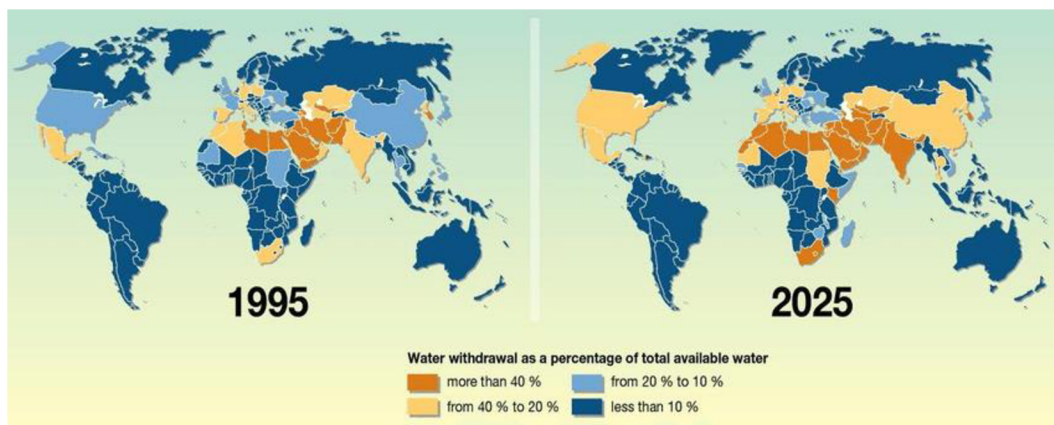 1995
2025
Water withdrawal as a percentage of total available water
more than 40 %
from 20 % to 10 %
from 40 % to 20 %
less than 10 %